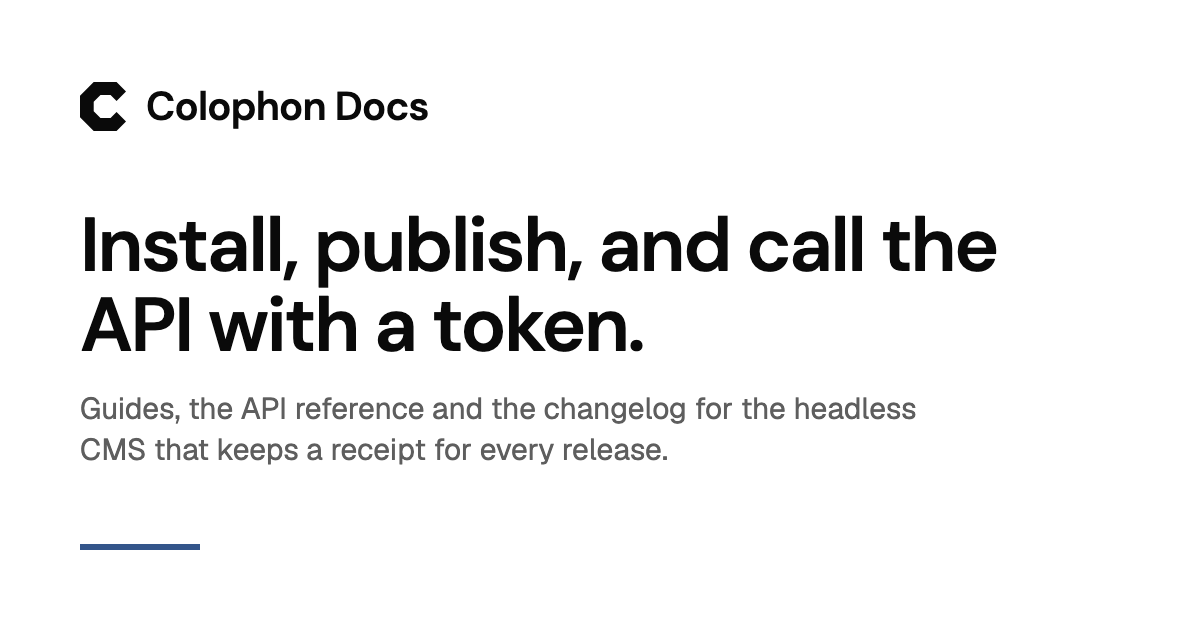 Colophon Docs
Install, publish, and call the
API with a token.
Guides, the API reference and the changelog for the headless
CMS that keeps a receipt for every release.